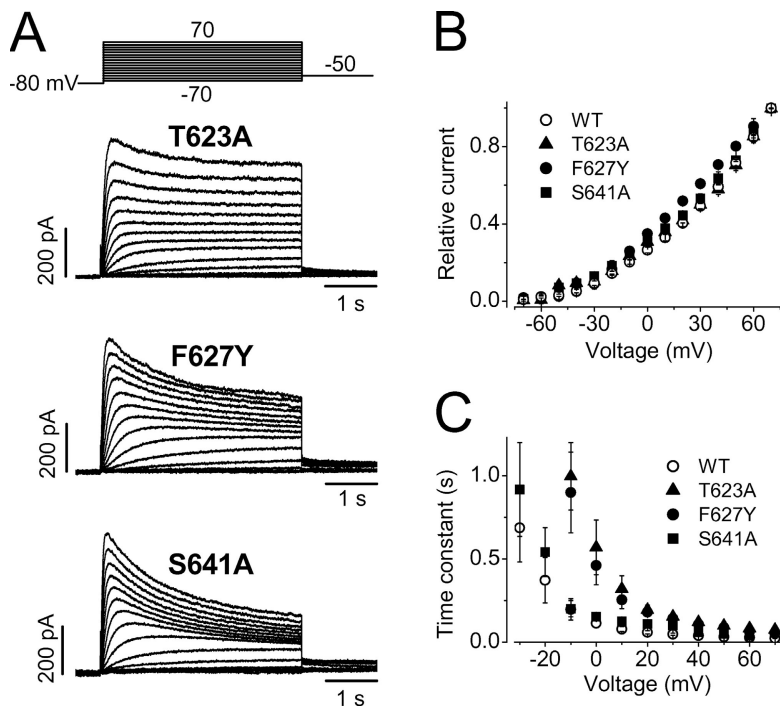 A
70
-80 mV
-50
-70
T623A
200 pA
1 s
F627Y
200 pA
1 s
S641A
200 pA
1 s
B
WT
T623A
F627Y
S641A
Relative current
0.8
0.4
0.0
-60 -30 0 30 60
Voltage (mV)
C
WT
T623A
F627Y
S641A
Time constant (s)
1.0
0.5
0.0
-20 0 20 40 60
Voltage (mV)